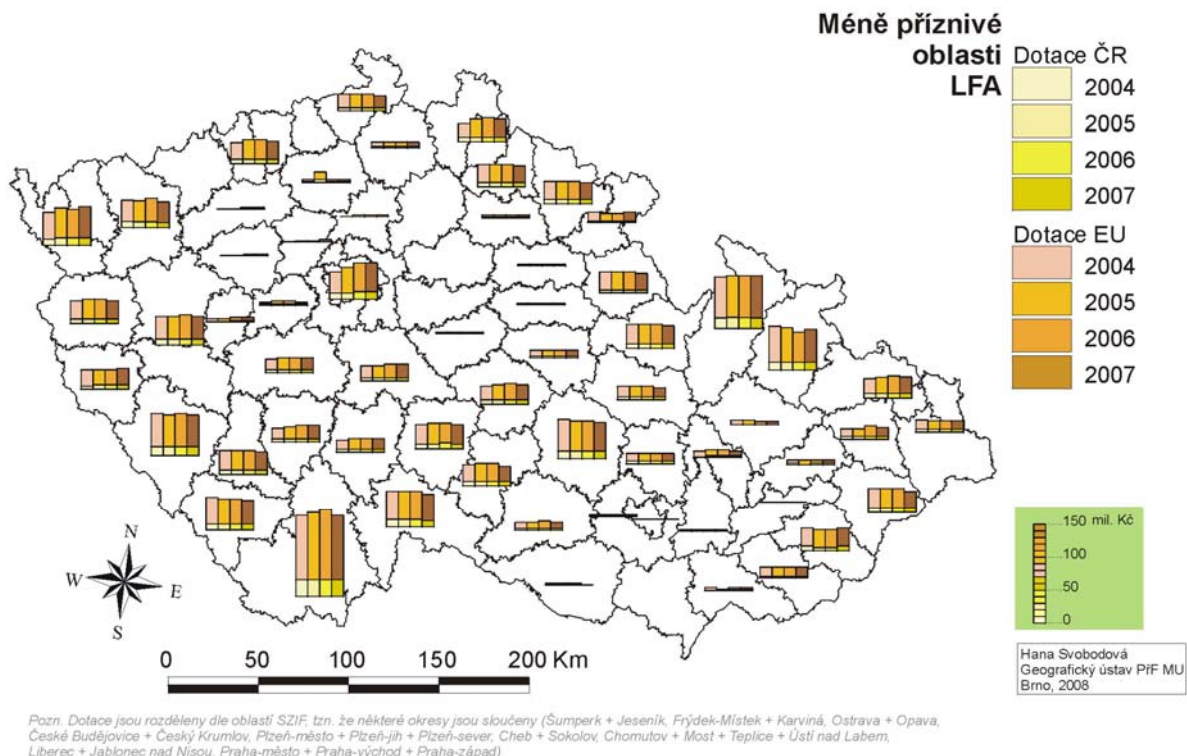 Méně příznivé
oblasti
LFA
Dotace ČR
2004
2005
2006
2007
Dotace EU
2004
2005
2006
2007
N
W
E
S
0 50 100 150 200 Km
150 mil. Kč
100
50
0
Hana Svobodová
Geografický ústav PřF MU
Brno, 2008
Pozn. Dotace jsou rozděleny dle oblastí SZIF, tzn. že některé okresy jsou sloučeny (Šumperk + Jeseník, Frýdek-Místek + Karviná, Ostrava + Opava,
České Budějovice + Český Krumlov, Plzeň-město + Plzeň-jih + Plzeň-sever, Cheb + Sokolov, Chomutov + Most + Teplice + Ústí nad Labem,
Liberec + Jablonec nad Nisou, Praha-město + Praha-východ + Praha-západ)